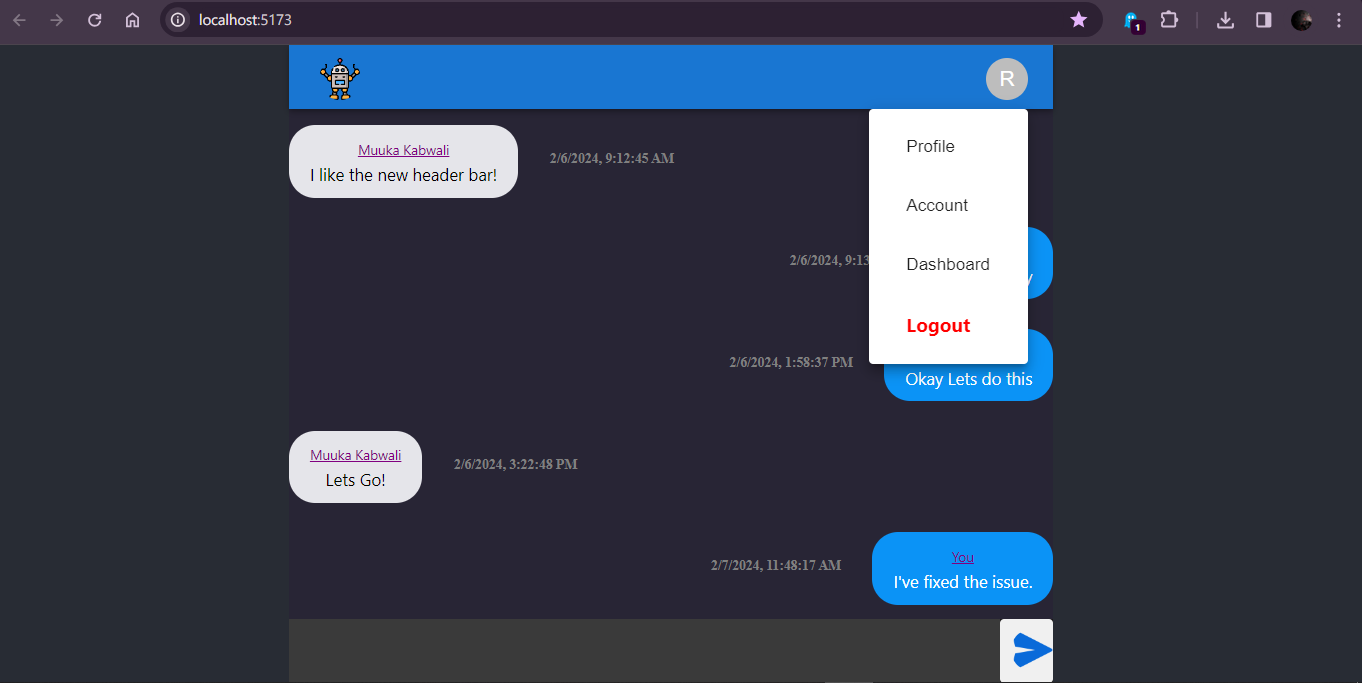 localhost:5173
1
R
Profile
Account
Dashboard
Logout
Muuka Kabwali
I like the new header bar!
2/6/2024, 9:12:45 AM
2/6/2024, 9:13
y
2/6/2024, 1:58:37 PM
Okay Lets do this
Muuka Kabwali
Lets Go!
2/6/2024, 3:22:48 PM
You
I've fixed the issue.
2/7/2024, 11:48:17 AM